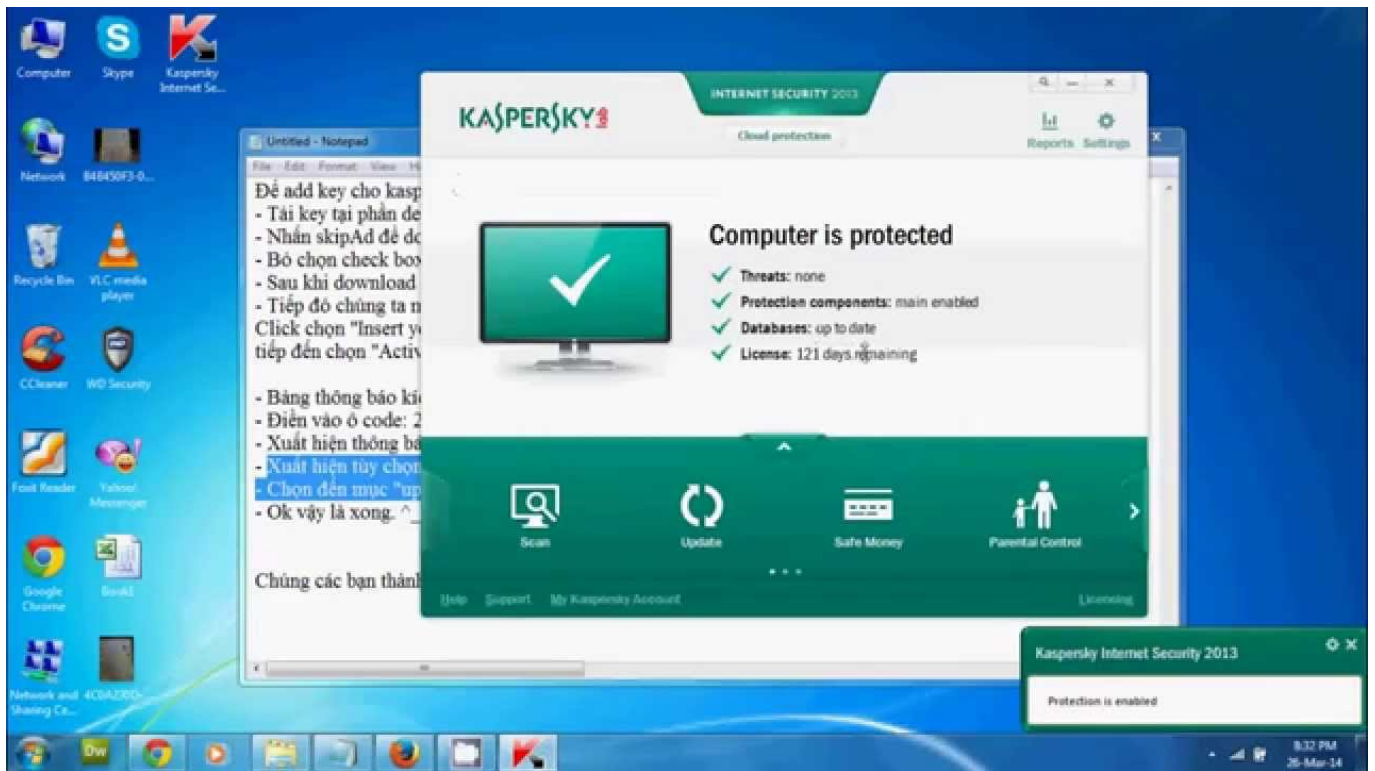 Computer
Skype
Kaspersky
Internet Se...
Network
848450F3-0...
Recycle Bin
VLC media
player
CCleaner
WD Security
Foxit Reader
Yahoo!
Messenger
Google
Chrome
Book1
Network and
Sharing Ce...
Untitled - Notepad
File Edit Format View
Để add key cho kasp
- Tải key tại phần de
- Nhấn skipAd để do
- Bỏ chọn check box
- Sau khi download
- Tiếp đó chúng ta n
Click chọn "Insert yo
tiếp đến chọn "Activ
- Bảng thông báo
- Điền vào ô code: 2
- Xuất hiện thông bá
- Xuất hiện tùy chọn
- Chọn đến mục "up
- Ok vậy là xong. ^_
Chúng các bạn thành
KASPERSKY lab
INTERNET SECURITY 2013
Cloud protection
Reports Settings
Computer is protected
Threats: none
Protection components: main enabled
Databases: up to date
License: 121 days remaining
Scan
Update
Safe Money
Parental Control
Help Support My Kaspersky Account
Licensing
Kaspersky Internet Security 2013
Protection is enabled
Dw
8:32 PM
26-Mar-14